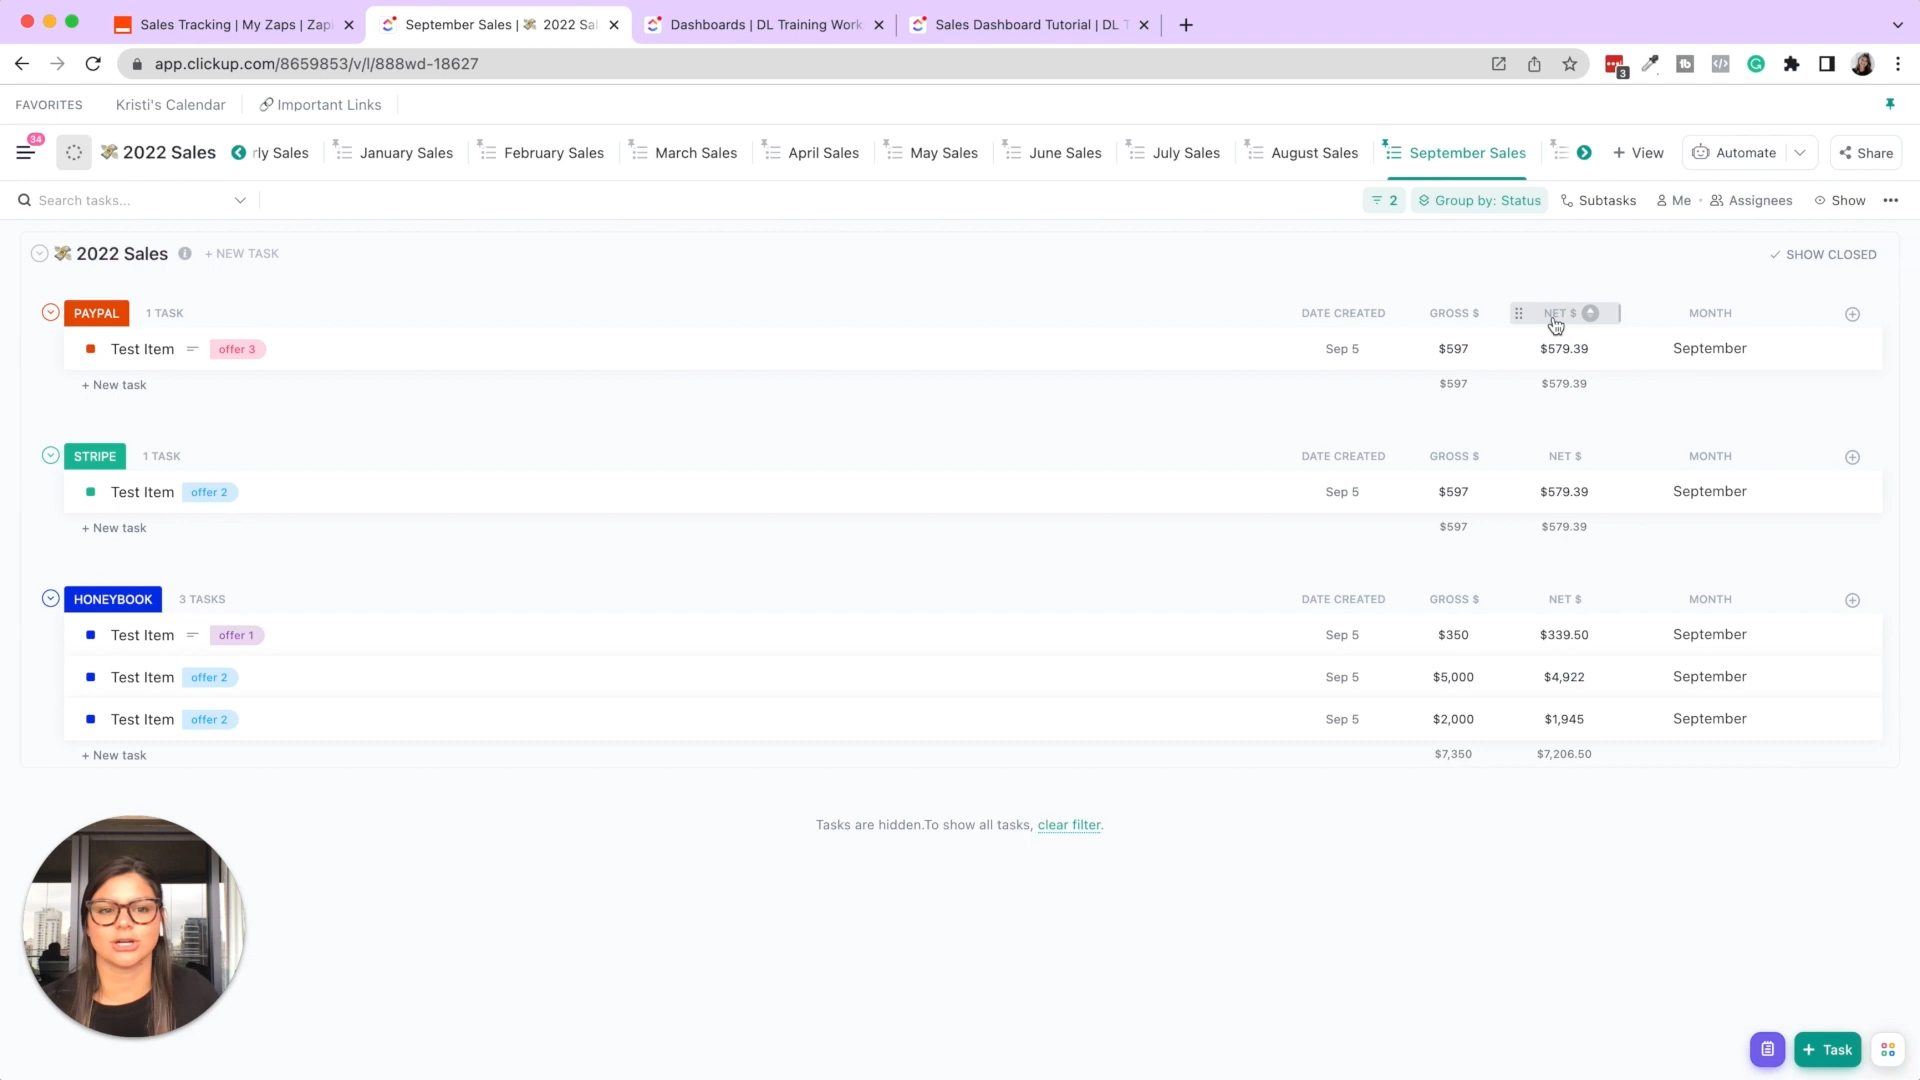 Sales Tracking | My Zaps | Zapi
September Sales | 💸 2022 Sal
Dashboards | DL Training Work
Sales Dashboard Tutorial | DL T
app.clickup.com/8659853/v/l/888wd-18627
3
FAVORITES
Kristi's Calendar
Important Links
34
2022 Sales
rly Sales
January Sales
February Sales
March Sales
April Sales
May Sales
June Sales
July Sales
August Sales
September Sales
+ View
Automate
Share
Search tasks...
2
Group by: Status
Subtasks
Me
Assignees
Show
2022 Sales
+ NEW TASK
SHOW CLOSED
PAYPAL 1 TASK DATE CREATED GROSS $ NET $ MONTH
Test Item offer 3 Sep 5 $597 $579.39 September
+ New task $597 $579.39
STRIPE 1 TASK DATE CREATED GROSS $ NET $ MONTH
Test Item offer 2 Sep 5 $597 $579.39 September
+ New task $597 $579.39
HONEYBOOK 3 TASKS DATE CREATED GROSS $ NET $ MONTH
Test Item offer 1 Sep 5 $350 $339.50 September
Test Item offer 2 Sep 5 $5,000 $4,922 September
Test Item offer 2 Sep 5 $2,000 $1,945 September
+ New task $7,350 $7,206.50
Tasks are hidden.To show all tasks, clear filter.
+ Task